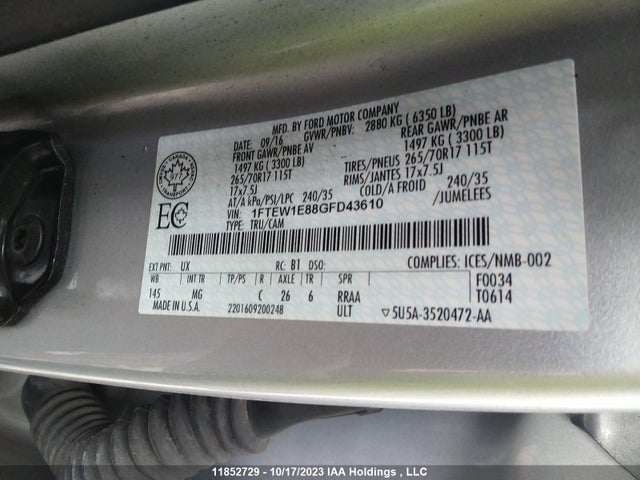 MFD. BY FORD MOTOR COMPANY
DATE: 09/16 GVWR/PNBV: 2880 KG ( 6350 LB)
FRONT GAWR/PNBE AV REAR GAWR/PNBE AR
1497 KG ( 3300 LB) 1497 KG ( 3300 LB)
265/70R17 115T TIRES/PNEUS 265/70R17 115T
17x7.5J RIMS/JANTES 17x7.5J
AT/A kPa/PSI/LPC 240/35 COLD/A FROID 240/35
VIN: 1FTEW1E88GFD43610 /JUMELEES
TYPE: TRU/CAM
CANADA
977
EC
EXT PNT: UX RC: B1 DSO: COMPLIES: ICES/NMB-002
WB INT TR TP/PS R AXLE TR SPR F0034
145 MG C 26 6 RRAA T0614
MADE IN U.S.A. 220160920024B ULT ▽5U5A-3520472-AA
11852729 - 10/17/2023 IAA Holdings , LLC